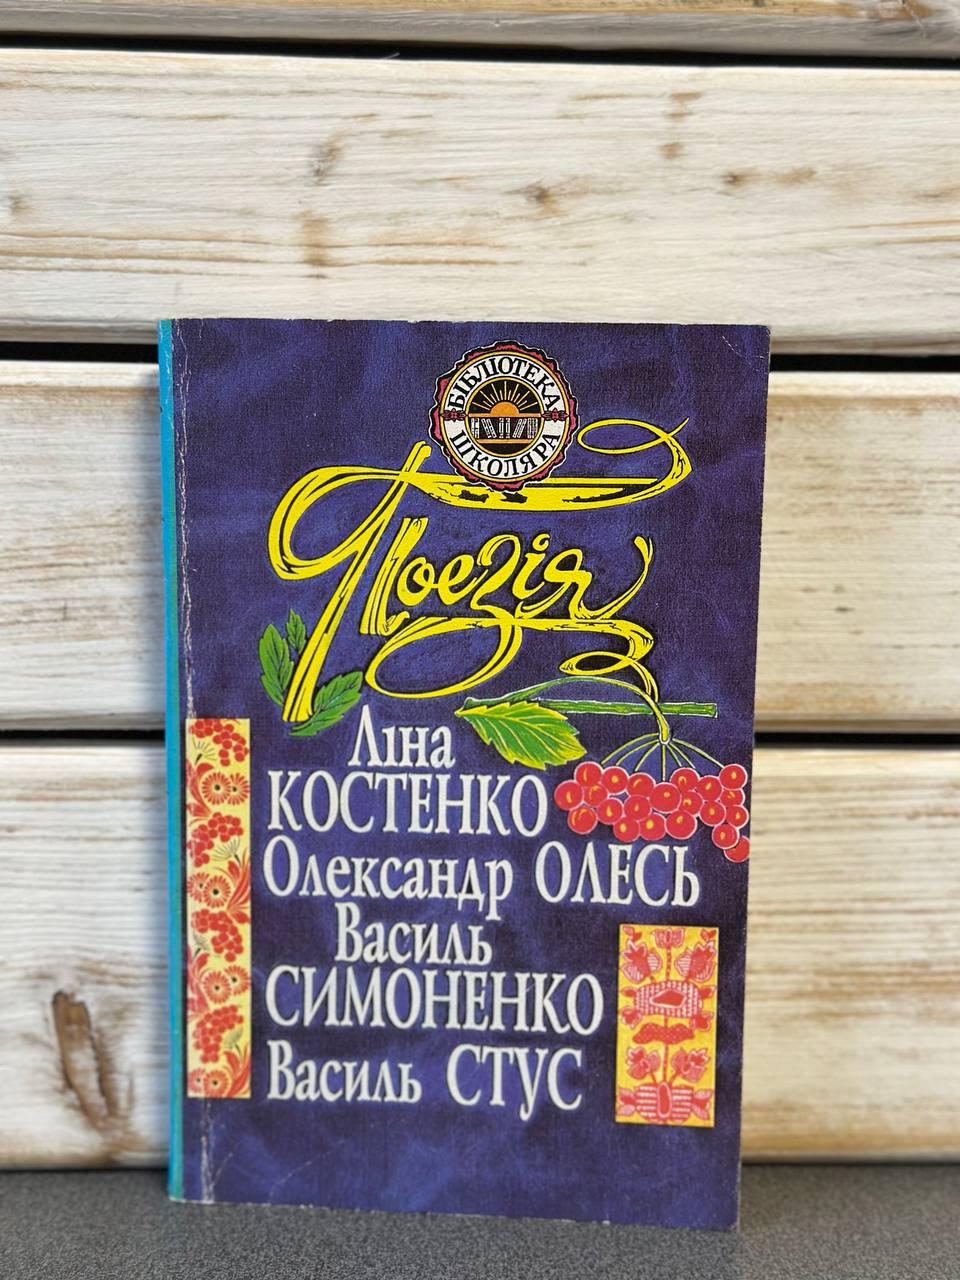 БІБЛІОТЕКА
ШКОЛЯРА
Поезія
Ліна
КОСТЕНКО
Олександр ОЛЕСЬ
Василь
СИМОНЕНКО
Василь СТУС